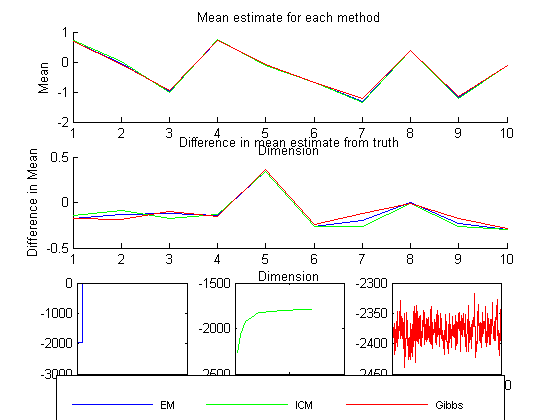 Mean estimate for each method
1
0
-1
-2
Mean
1 2 3 4 5 6 7 8 9 10
Dimension
Difference in mean estimate from truth
0.5
0
-0.5
Difference in Mean
1 2 3 4 5 6 7 8 9 10
Dimension
0
-1000
-2000
-3000
-1500
-2000
-2500
-2300
-2350
-2400
-2450
EM ICM Gibbs